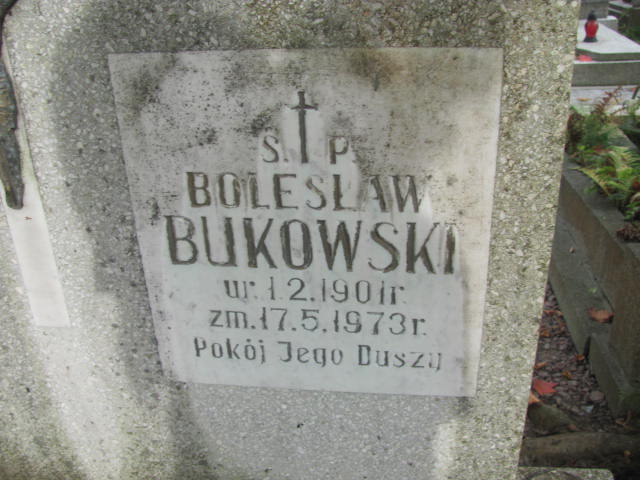 Ś. P.
BOLESŁAW
BUKOWSKI
ur. 1.2.1901r.
zm. 17.5.1973r.
Pokój Jego Duszy